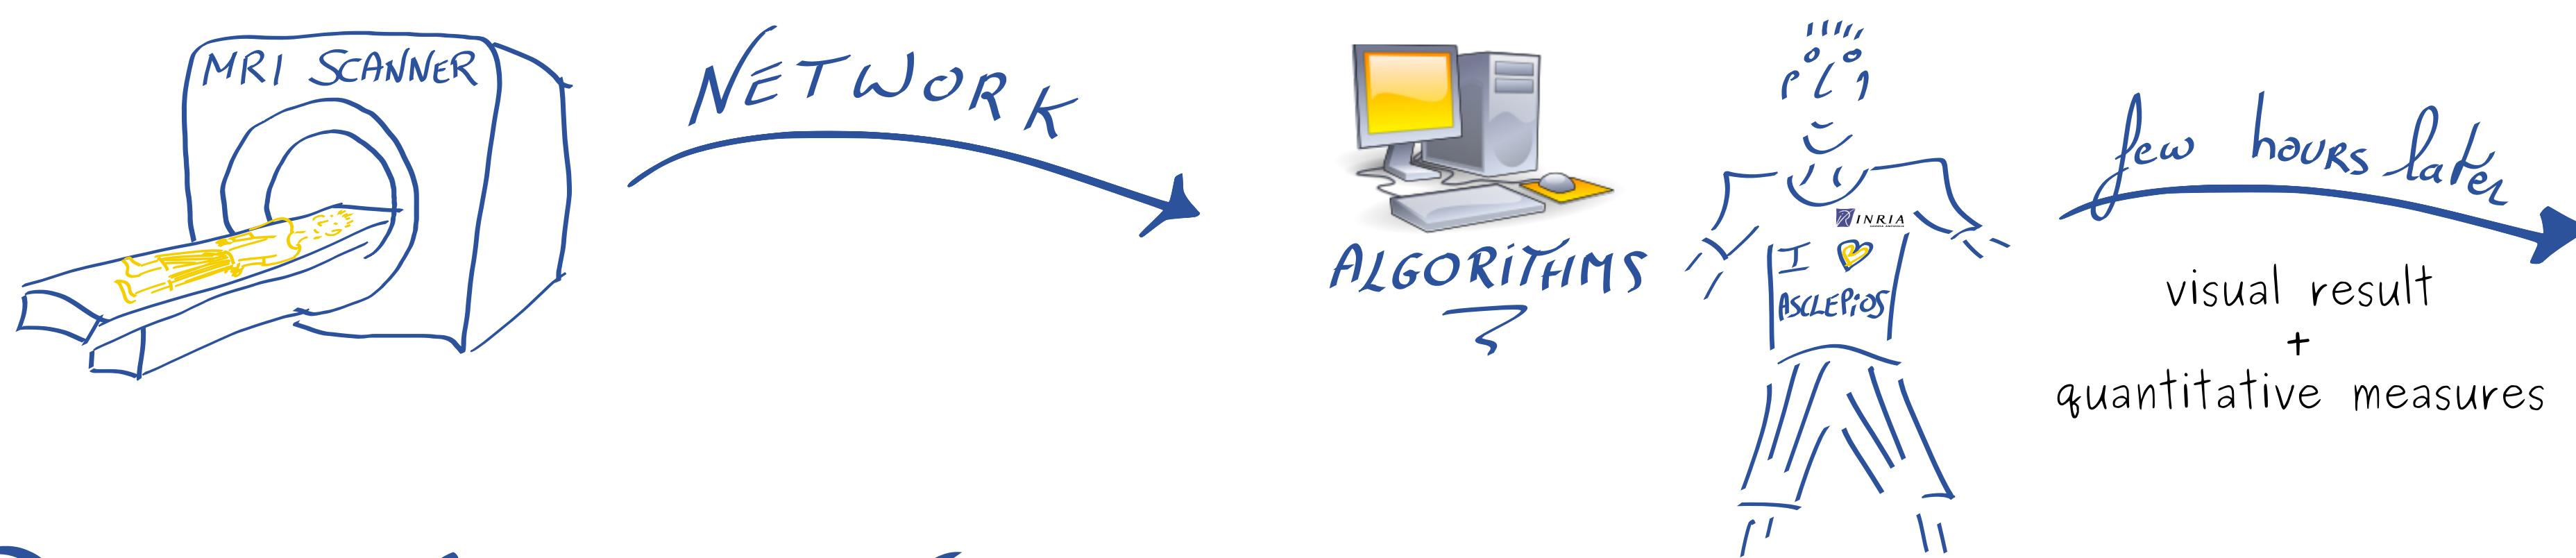 MRI SCANNER
NETWORK
ALGORITHMS
INRIA
I
ASCLEPiOS
few hours later
visual result
+
quantitative measures